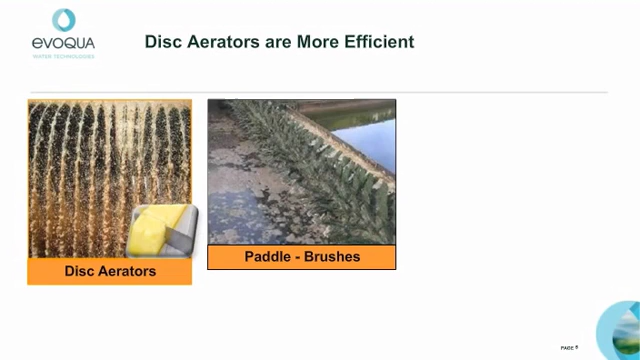 evoqua
WATER TECHNOLOGIES
Disc Aerators are More Efficient
Disc Aerators
Paddle - Brushes
PAGE 6